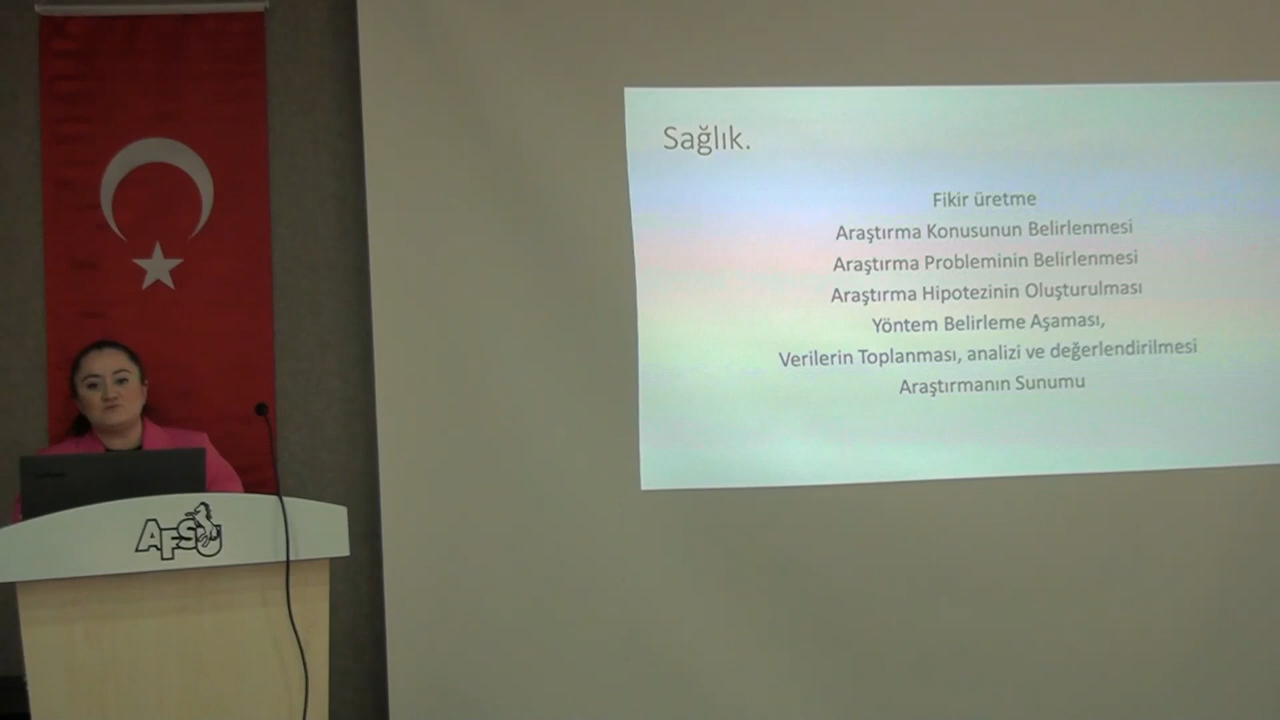 Sağlık.
Fikir üretme
Araştırma Konusunun Belirlenmesi
Araştırma Probleminin Belirlenmesi
Araştırma Hipotezinin Oluşturulması
Yöntem Belirleme Aşaması,
Verilerin Toplanması, analizi ve değerlendirilmesi
Araştırmanın Sunumu
AFSÜ